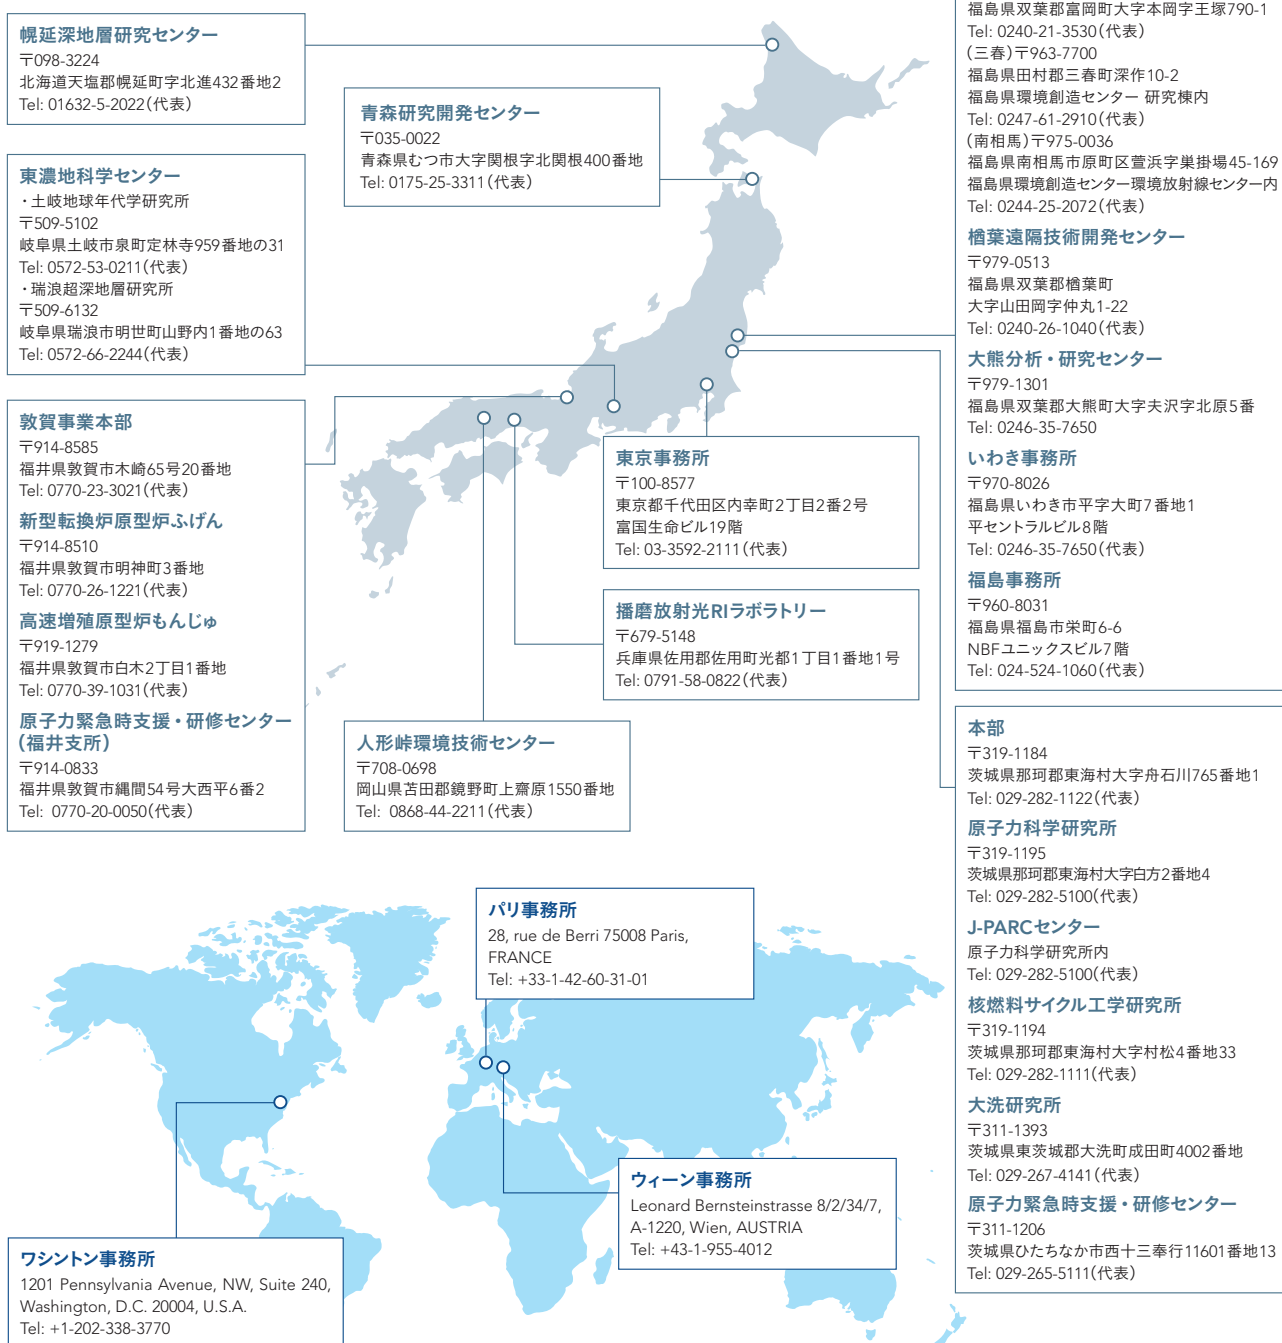 幌延深地層研究センター
〒098-3224
北海道天塩郡幌延町字北進432番地2
Tel: 01632-5-2022(代表)
青森研究開発センター
〒035-0022
青森県むつ市大字関根字北関根400番地
Tel: 0175-25-3311(代表)
東濃地科学センター
・土岐地球年代学研究所
〒509-5102
岐阜県土岐市泉町定林寺959番地の31
Tel: 0572-53-0211(代表)
・瑞浪超深地層研究所
〒509-6132
岐阜県瑞浪市明世町山野内1番地の63
Tel: 0572-66-2244(代表)
敦賀事業本部
〒914-8585
福井県敦賀市木崎65号20番地
Tel: 0770-23-3021(代表)
新型転換炉原型炉ふげん
〒914-8510
福井県敦賀市明神町3番地
Tel: 0770-26-1221(代表)
高速増殖原型炉もんじゅ
〒919-1279
福井県敦賀市白木2丁目1番地
Tel: 0770-39-1031(代表)
原子力緊急時支援・研修センター
(福井支所)
〒914-0833
福井県敦賀市縄間54号大西平6番2
Tel: 0770-20-0050(代表)
東京事務所
〒100-8577
東京都千代田区内幸町2丁目2番2号
富国生命ビル19階
Tel: 03-3592-2111(代表)
播磨放射光RIラボラトリー
〒679-5148
兵庫県佐用郡佐用町光都1丁目1番地1号
Tel: 0791-58-0822(代表)
人形峠環境技術センター
〒708-0698
岡山県苫田郡鏡野町上齋原1550番地
Tel: 0868-44-2211(代表)
福島県双葉郡富岡町大字本岡字王塚790-1
Tel: 0240-21-3530(代表)
(三春)〒963-7700
福島県田村郡三春町深作10-2
福島県環境創造センター 研究棟内
Tel: 0247-61-2910(代表)
(南相馬)〒975-0036
福島県南相馬市原町区萱浜字巣掛場45-169
福島県環境創造センター環境放射線センター内
Tel: 0244-25-2072(代表)
楢葉遠隔技術開発センター
〒979-0513
福島県双葉郡楢葉町
大字山田岡字仲丸1-22
Tel: 0240-26-1040(代表)
大熊分析・研究センター
〒979-1301
福島県双葉郡大熊町大字夫沢字北原5番
Tel: 0246-35-7650
いわき事務所
〒970-8026
福島県いわき市平字大町7番地1
平セントラルビル8階
Tel: 0246-35-7650(代表)
福島事務所
〒960-8031
福島県福島市栄町6-6
NBFユニックスビル7階
Tel: 024-524-1060(代表)
本部
〒319-1184
茨城県那珂郡東海村大字舟石川765番地1
Tel: 029-282-1122(代表)
原子力科学研究所
〒319-1195
茨城県那珂郡東海村大字白方2番地4
Tel: 029-282-5100(代表)
J-PARCセンター
原子力科学研究所内
Tel: 029-282-5100(代表)
核燃料サイクル工学研究所
〒319-1194
茨城県那珂郡東海村大字村松4番地33
Tel: 029-282-1111(代表)
大洗研究所
〒311-1393
茨城県東茨城郡大洗町成田町4002番地
Tel: 029-267-4141(代表)
原子力緊急時支援・研修センター
〒311-1206
茨城県ひたちなか市西十三奉行11601番地13
Tel: 029-265-5111(代表)
パリ事務所
28, rue de Berri 75008 Paris,
FRANCE
Tel: +33-1-42-60-31-01
ウィーン事務所
Leonard Bernsteinstrasse 8/2/34/7,
A-1220, Wien, AUSTRIA
Tel: +43-1-955-4012
ワシントン事務所
1201 Pennsylvania Avenue, NW, Suite 240,
Washington, D.C. 20004, U.S.A.
Tel: +1-202-338-3770